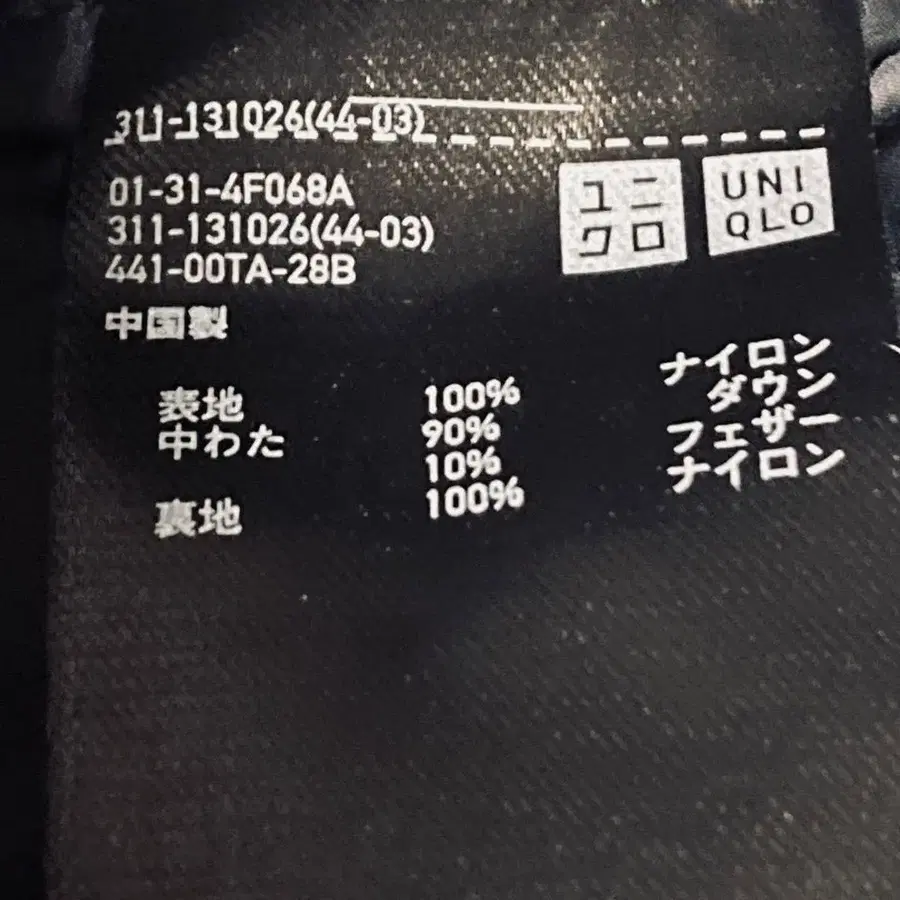 311-131026(44-03)
01-31-4F068A
311-131026(44-03)
441-00TA-28B
中国製
ユニ
クロ
UNI
QLO
表地 100% ナイロン
中わた 90% ダウン
10% フェザー
裏地 100% ナイロン